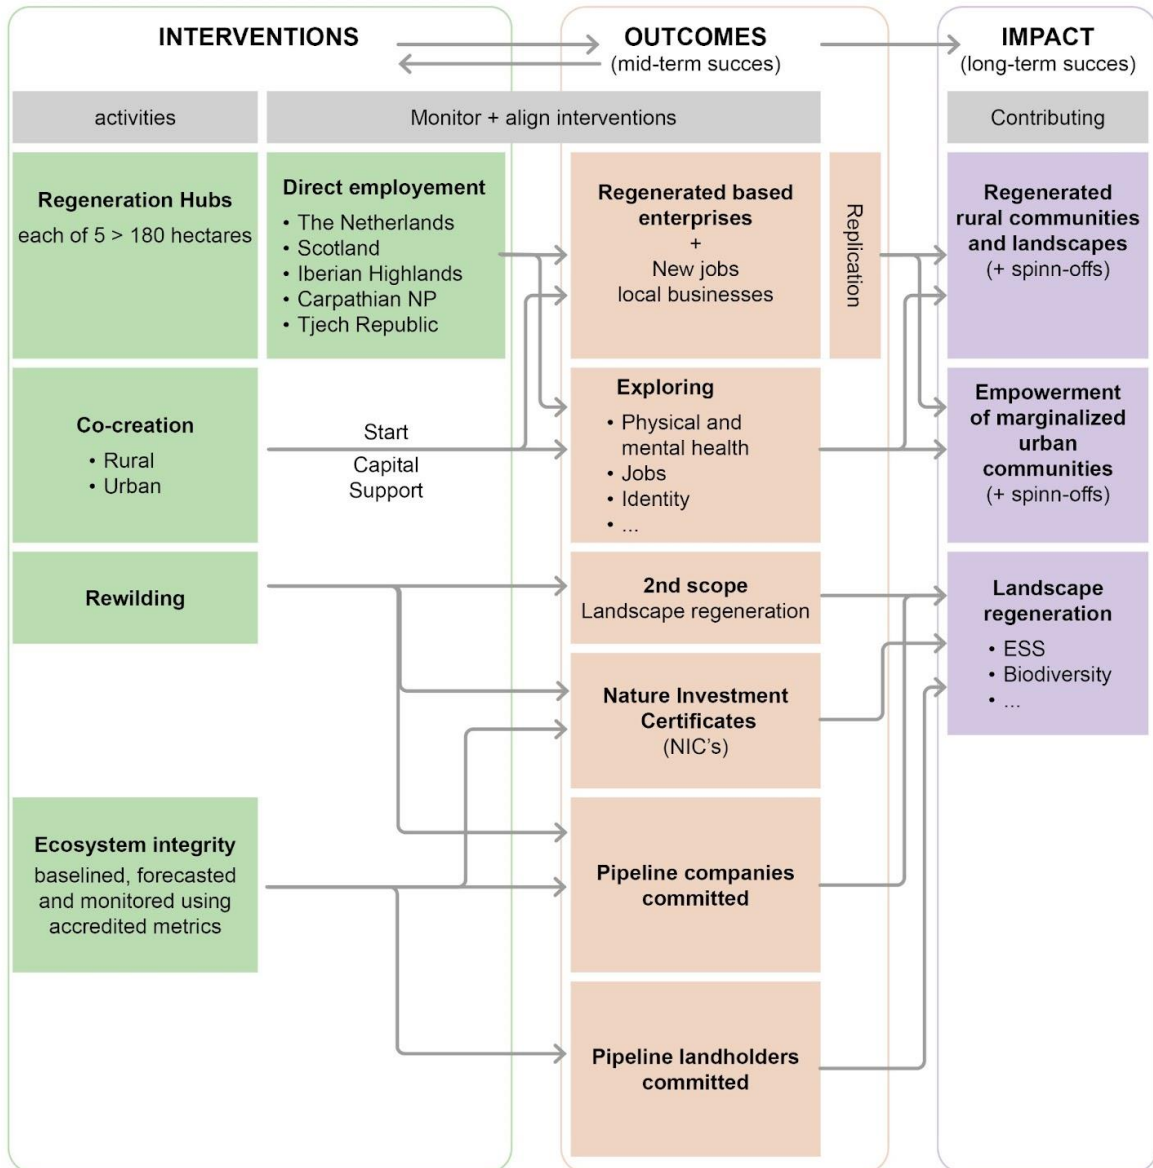 INTERVENTIONS
OUTCOMES
(mid-term succes)
IMPACT
(long-term succes)
activities
Monitor + align interventions
Contributing
Regeneration Hubs
each of 5 > 180 hectares
Direct employement
• The Netherlands
• Scotland
• Iberian Highlands
• Carpathian NP
• Tjech Republic
Regenerated based
enterprises
+
New jobs
local businesses
Replication
Regenerated
rural communities
and landscapes
(+ spinn-offs)
Co-creation
• Rural
• Urban
Start
Capital
Support
Exploring
• Physical and
mental health
• Jobs
• Identity
• ...
Empowerment
of marginalized
urban
communities
(+ spinn-offs)
Rewilding
2nd scope
Landscape regeneration
Landscape
regeneration
• ESS
• Biodiversity
• ...
Nature Investment
Certificates
(NIC's)
Ecosystem integrity
baselined, forecasted
and monitored using
accredited metrics
Pipeline companies
committed
Pipeline landholders
committed